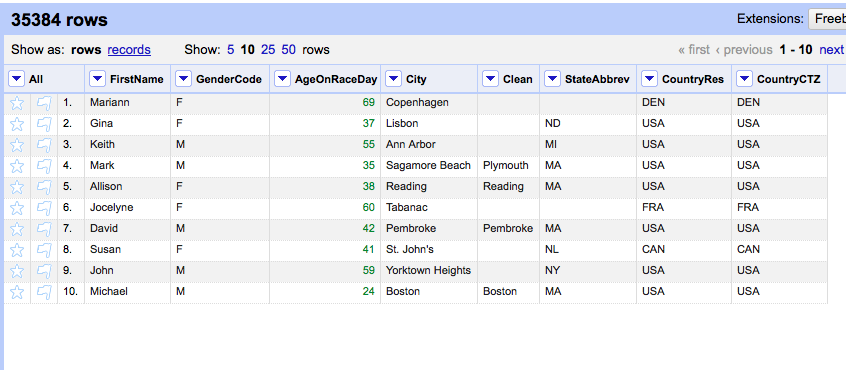 35384 rows Extensions: Freeb
Show as: rows records Show: 5 10 25 50 rows « first ‹ previous 1 - 10 next
All FirstName GenderCode AgeOnRaceDay City Clean StateAbbrev CountryRes CountryCTZ
1. Mariann F 69 Copenhagen DEN DEN
2. Gina F 37 Lisbon ND USA USA
3. Keith M 55 Ann Arbor MI USA USA
4. Mark M 35 Sagamore Beach Plymouth MA USA USA
5. Allison F 38 Reading Reading MA USA USA
6. Jocelyne F 60 Tabanac FRA FRA
7. David M 42 Pembroke Pembroke MA USA USA
8. Susan F 41 St. John's NL CAN CAN
9. John M 59 Yorktown Heights NY USA USA
10. Michael M 24 Boston Boston MA USA USA